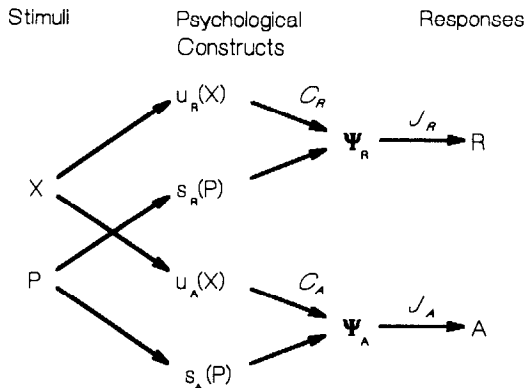 Stimuli Psychological Constructs Responses
u_R(X) C_R
Ψ_R J_R R
X s_R(P)
P u_A(X) C_A
Ψ_A J_A A
s_A(P)